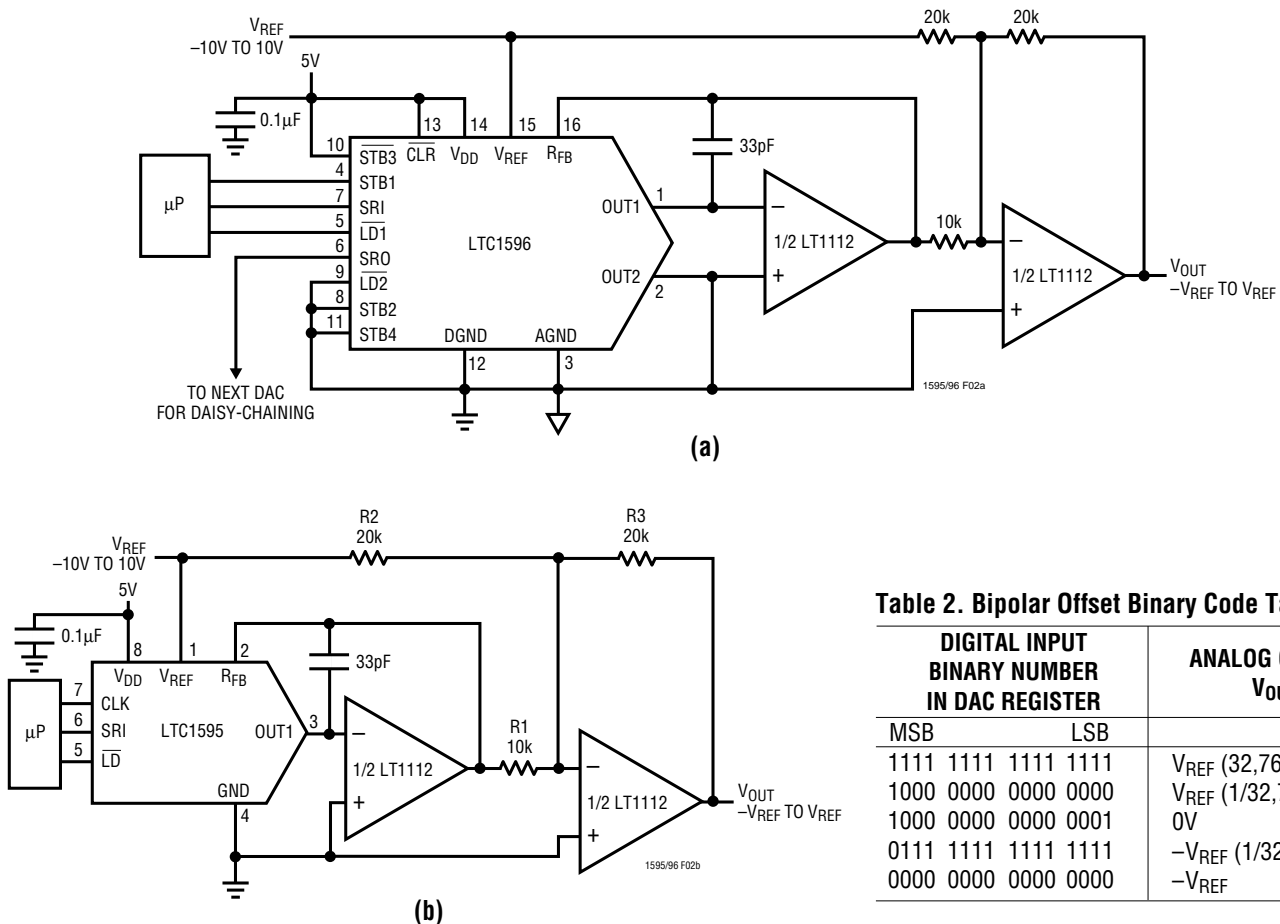 VREF
–10V TO 10V
20k
20k
5V
0.1µF
13
14
15
16
33pF
10
STB3
CLR
VDD
VREF
RFB
4
STB1
µP
7
SRI
5
LD1
6
SRO
9
LD2
8
STB2
11
STB4
LTC1596
OUT1
1
OUT2
2
DGND
AGND
12
3
–
1/2 LT1112
+
10k
–
1/2 LT1112
+
VOUT
–VREF TO VREF
TO NEXT DAC
FOR DAISY-CHAINING
1595/96 F02a
(a)
VREF
–10V TO 10V
R2
20k
R3
20k
5V
0.1µF
8
1
2
33pF
VDD
VREF
RFB
µP
7
CLK
6
SRI
5
LD
LTC1595
OUT1
3
GND
4
–
1/2 LT1112
+
R1
10k
–
1/2 LT1112
+
VOUT
–VREF TO VREF
1595/96 F02b
(b)
Table 2. Bipolar Offset Binary Code
DIGITAL INPUT
BINARY NUMBER
IN DAC REGISTER
ANALOG
MSB LSB
1111 1111 1111 1111 VREF (32,76
1000 0000 0000 0000 VREF (1/32,
1000 0000 0000 0001 0V
0111 1111 1111 1111 –VREF (1/32
0000 0000 0000 0000 –VREF